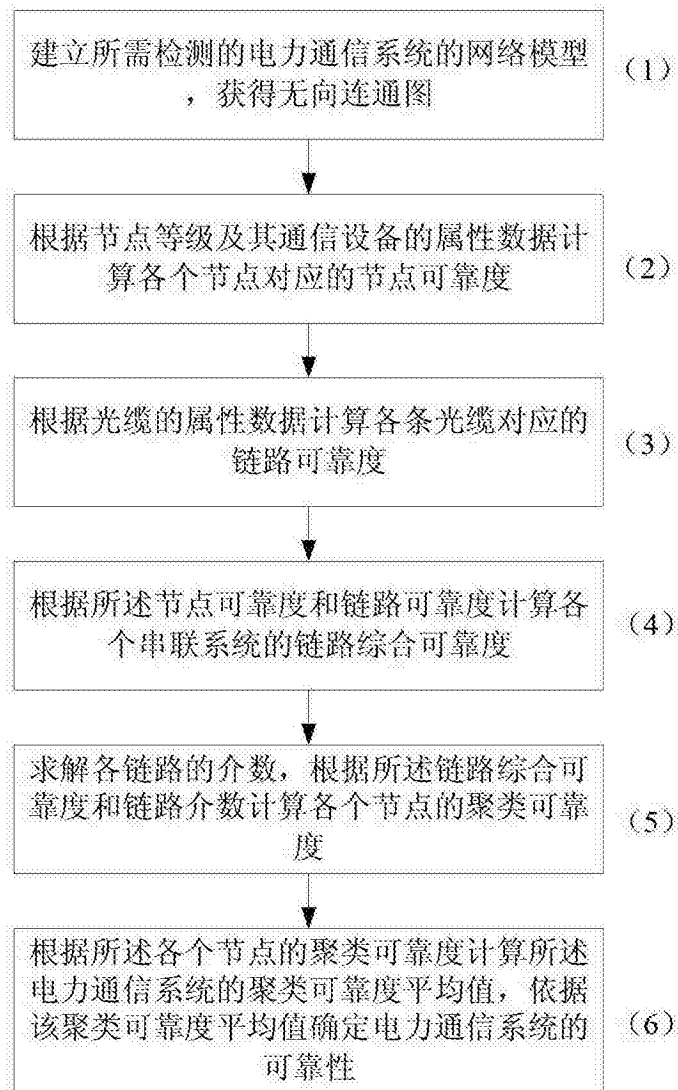 建立所需检测的电力通信系统的网络模型
,获得无向连通图
(1)
根据节点等级及其通信设备的属性数据计
算各个节点对应的节点可靠度
(2)
根据光缆的属性数据计算各条光缆对应的
链路可靠度
(3)
根据所述节点可靠度和链路可靠度计算各
个串联系统的链路综合可靠度
(4)
求解各链路的介数，根据所述链路综合可
靠度和链路介数计算各个节点的聚类可靠
度
(5)
根据所述各个节点的聚类可靠度计算所述
电力通信系统的聚类可靠度平均值，依据
该聚类可靠度平均值确定电力通信系统的
可靠性
(6)